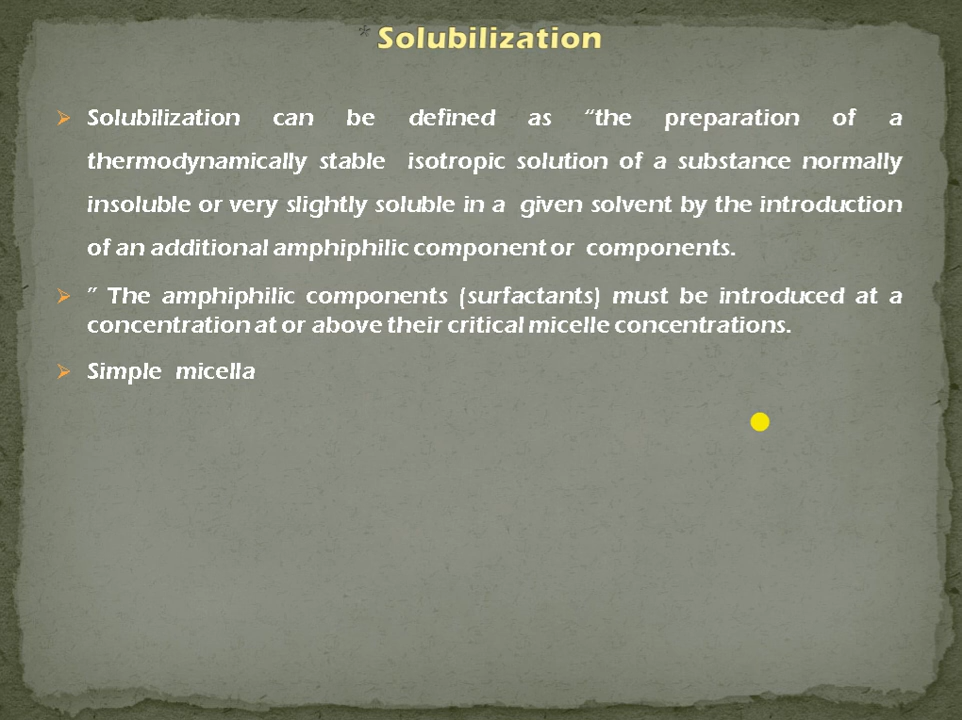 * Solubilization
➢ Solubilization can be defined as “the preparation of a
thermodynamically stable isotropic solution of a substance normally
insoluble or very slightly soluble in a given solvent by the introduction
of an additional amphiphilic component or components.
➢ ” The amphiphilic components (surfactants) must be introduced at a
concentration at or above their critical micelle concentrations.
➢ Simple micella